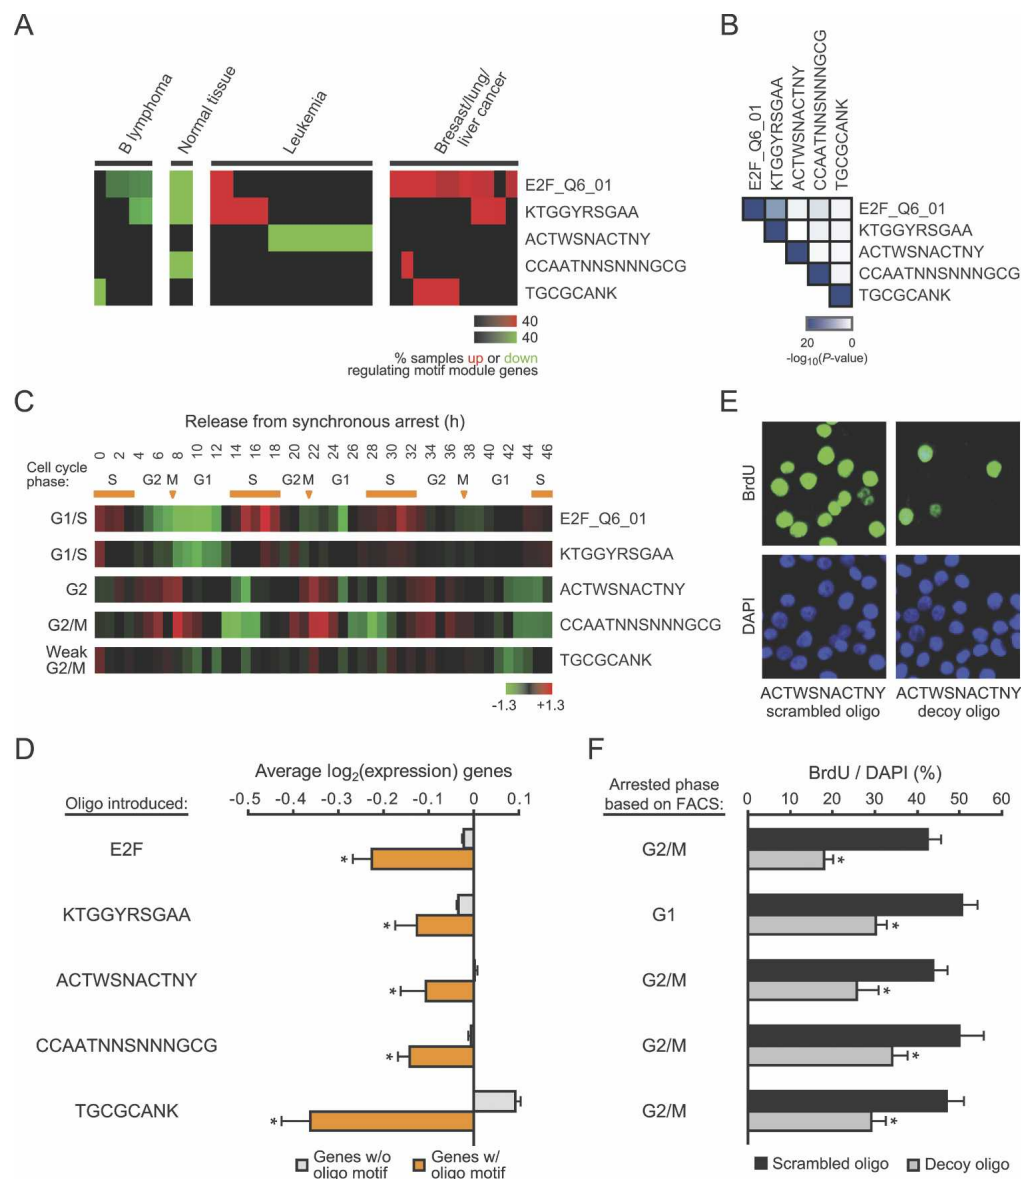 A
B lymphoma
Normal tissue
Leukemia
Bresast/lung/
liver cancer
E2F_Q6_01
KTGGYRSGAA
ACTWSNACTNY
CCAATNNSNNNGCG
TGCGCANK
40
40
% samples up or down
regulating motif module genes
B
E2F_Q6_01
KTGGYRSGAA
ACTWSNACTNY
CCAATNNSNNNGCG
TGCGCANK
E2F_Q6_01
KTGGYRSGAA
ACTWSNACTNY
CCAATNNSNNNGCG
TGCGCANK
20 0
-log10(P-value)
C
Release from synchronous arrest (h)
0 2 4 6 8 10 12 14 16 18 20 22 24 26 28 30 32 34 36 38 40 42 44 46
Cell cycle
phase:
S G2 M G1 S G2 M G1 S G2 M G1 S
G1/S E2F_Q6_01
G1/S KTGGYRSGAA
G2 ACTWSNACTNY
G2/M CCAATNNSNNNGCG
Weak
G2/M TGCGCANK
-1.3 +1.3
E
BrdU
DAPI
ACTWSNACTNY
scrambled oligo
ACTWSNACTNY
decoy oligo
D
Average log2(expression) genes
Oligo introduced:
-0.5 -0.4 -0.3 -0.2 -0.1 0 0.1
E2F
*
KTGGYRSGAA
*
ACTWSNACTNY
*
CCAATNNSNNNGCG
*
TGCGCANK
*
Genes w/o
oligo motif
Genes w/
oligo motif
F
BrdU / DAPI (%)
Arrested phase
based on FACS:
0 10 20 30 40 50 60
G2/M
*
G1
*
G2/M
*
G2/M
*
G2/M
*
Scrambled oligo
Decoy oligo